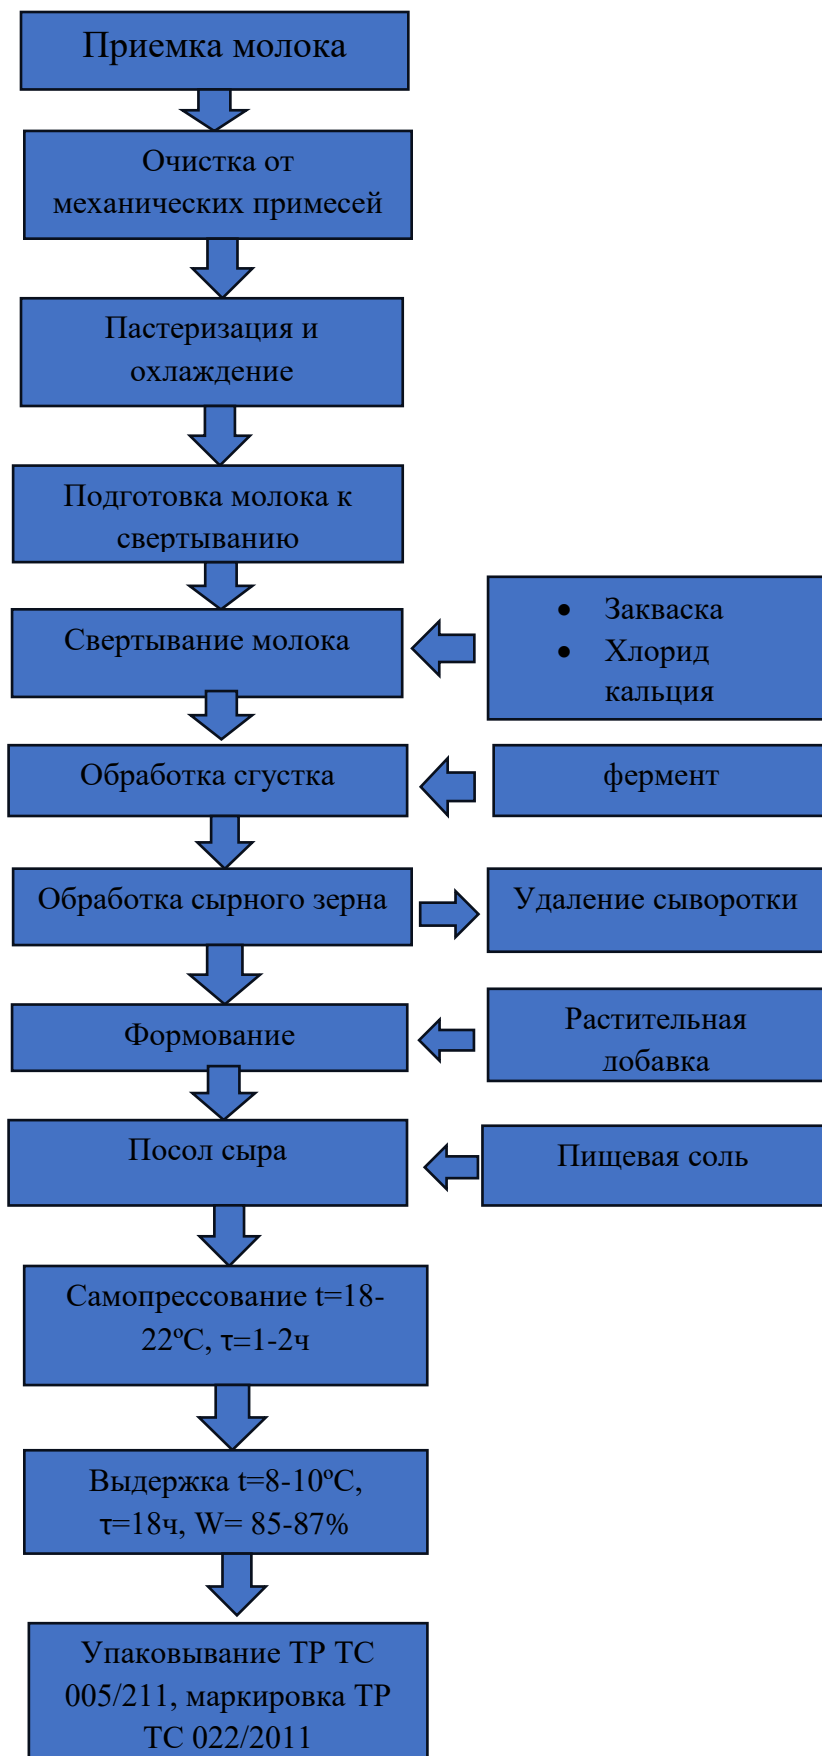 Приемка молока
Очистка от
механических примесей
Пастеризация и
охлаждение
Подготовка молока к
свертыванию
Свертывание молока
• Закваска
• Хлорид
кальция
Обработка сгустка
фермент
Обработка сырного зерна
Удаление сыворотки
Формование
Растительная
добавка
Посол сыра
Пищевая соль
Самопрессование t=18-
22ºС, τ=1-2ч
Выдержка t=8-10ºС,
τ=18ч, W= 85-87%
Упаковывание ТР ТС
005/211, маркировка ТР
ТС 022/2011